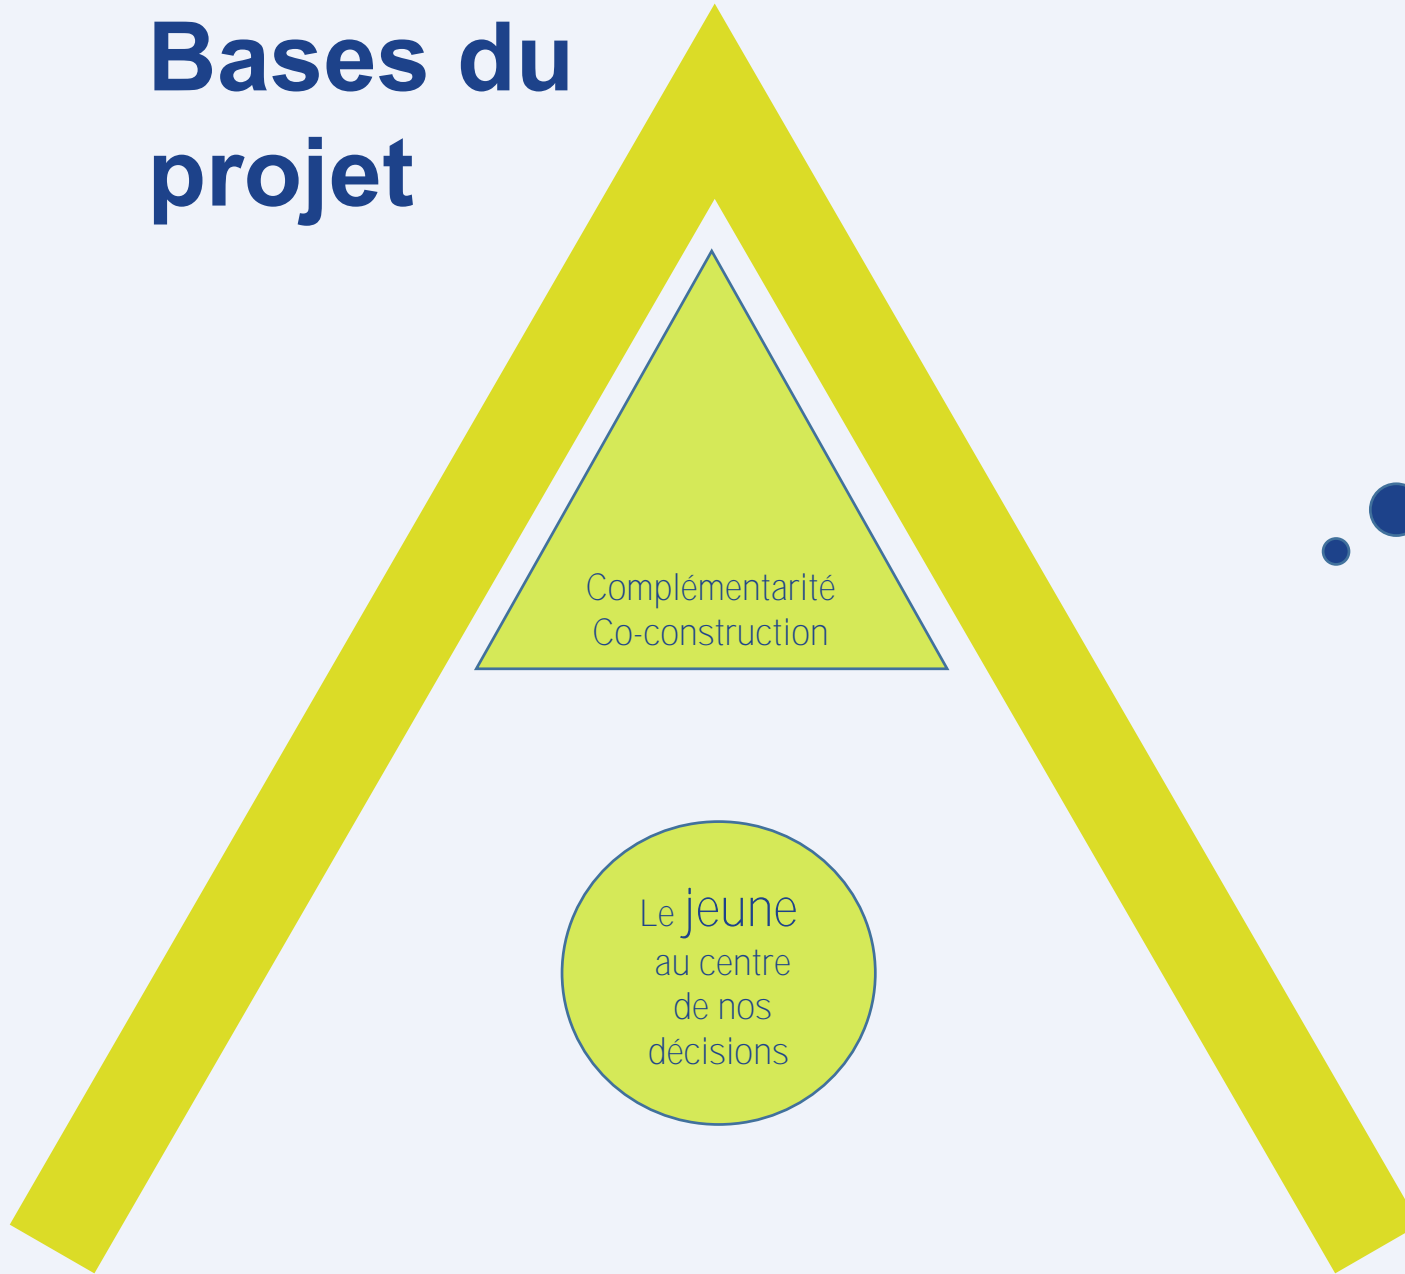 Bases du
projet
Complémentarité
Co-construction
Le jeune
au centre
de nos
décisions